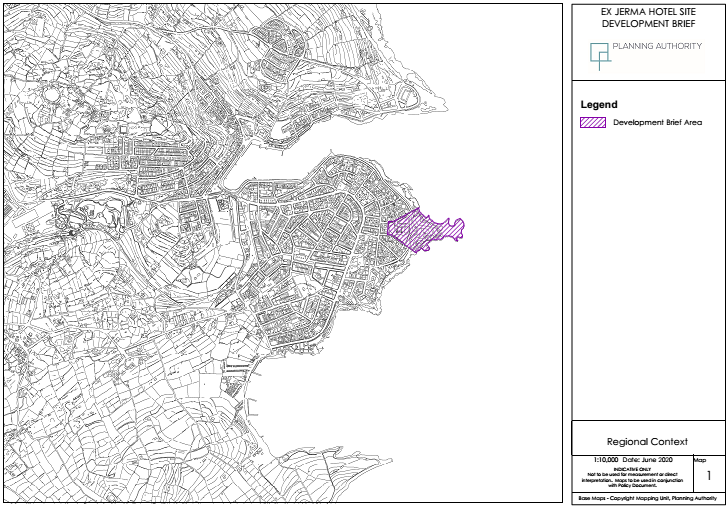 EX JERMA HOTEL SITE
DEVELOPMENT BRIEF
PLANNING AUTHORITY
Legend
Development Brief Area
Regional Context
1:10,000 Date: June 2020
INDICATIVE ONLY
Not to be used for measurement or direct
interpretation. Maps to be used in conjunction
with Policy Document.
Map
1
Base Maps - Copyright Mapping Unit, Planning Authority